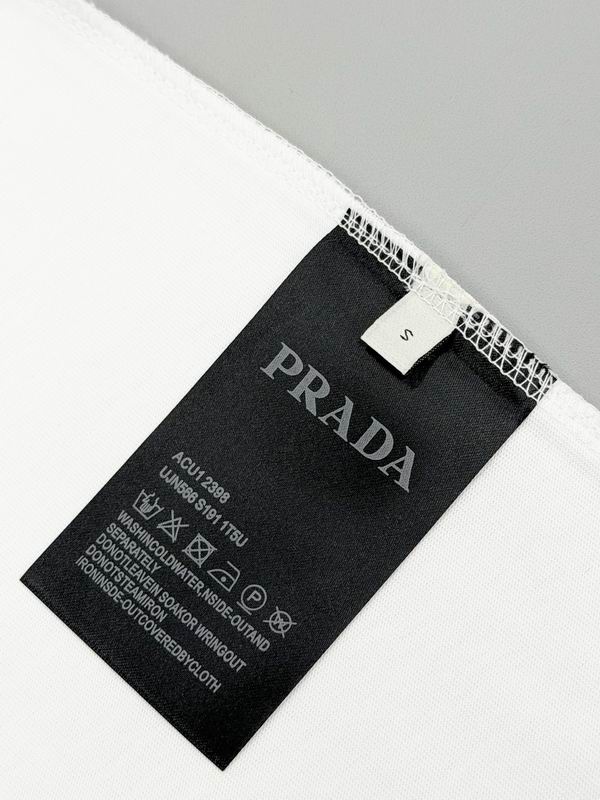 S
PRADA
ACU1 2398
UJN566 S191 1T5U
P
WASHINCOLDWATER,NSIDE-OUTAND
SEPARATELY
DONOTLEAVEIN SOAKOR WRINGOUT
DONOTSTEAMIRON
IRONINSIDE-OUTCOVEREDBYCLOTH